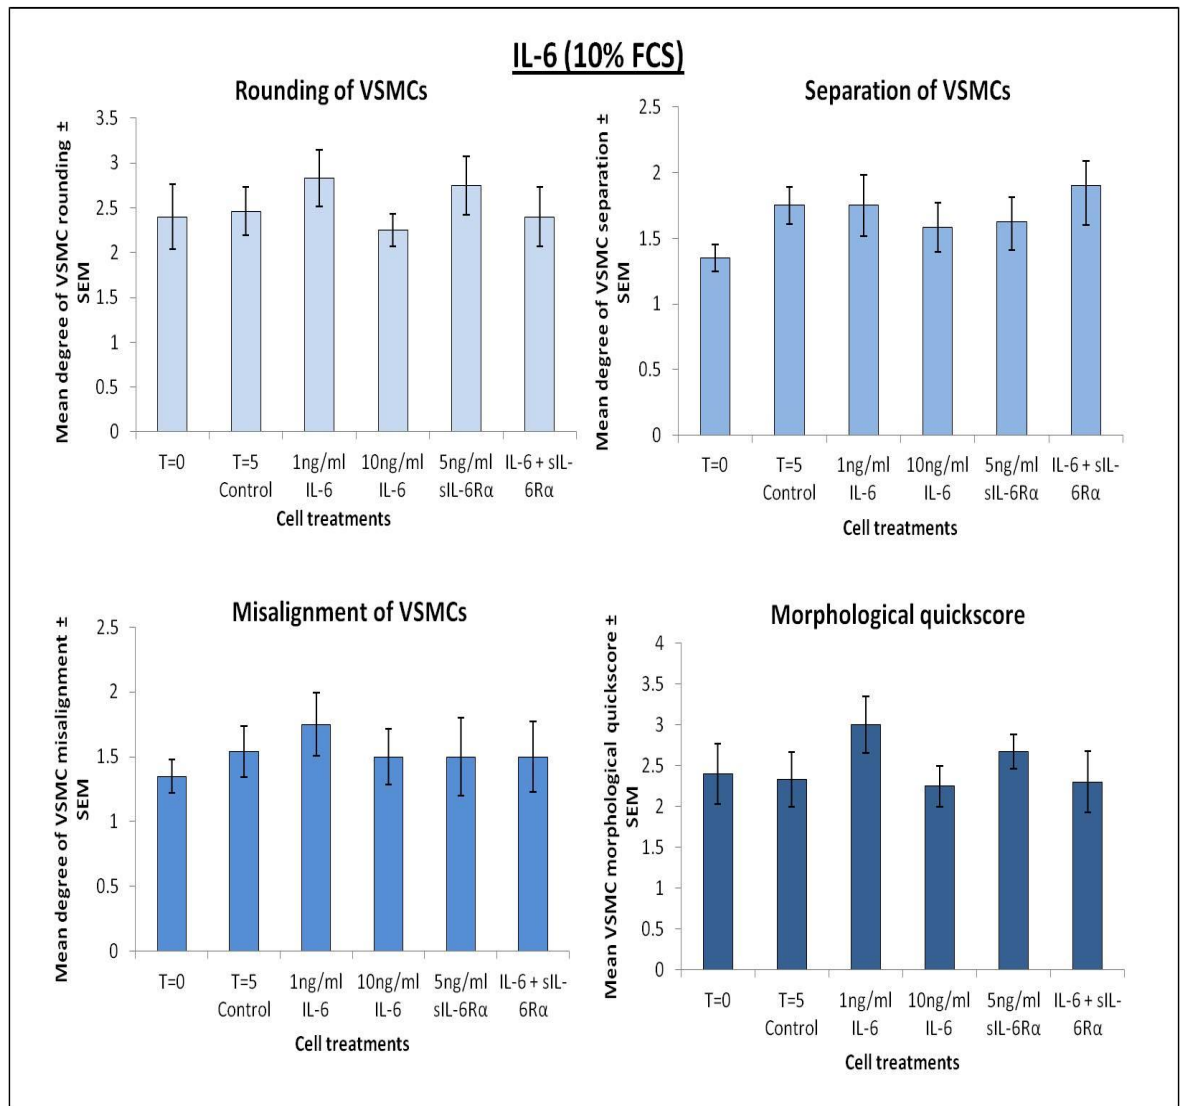 IL-6 (10% FCS)
Rounding of VSMCs
Mean degree of VSMC rounding ±
SEM
3.5
3
2.5
2
1.5
1
0.5
0
T=0
T=5
Control
1ng/ml
IL-6
10ng/ml
IL-6
5ng/ml
sIL-6Rα
IL-6 + sIL-
6Rα
Cell treatments
Separation of VSMCs
Mean degree of VSMC separation ±
SEM
2.5
2
1.5
1
0.5
0
T=0
T=5
Control
1ng/ml
IL-6
10ng/ml
IL-6
5ng/ml
sIL-6Rα
IL-6 + sIL-
6Rα
Cell treatments
Misalignment of VSMCs
Mean degree of VSMC misalignment ±
SEM
2.5
2
1.5
1
0.5
0
T=0
T=5
Control
1ng/ml
IL-6
10ng/ml
IL-6
5ng/ml
sIL-6Rα
IL-6 + sIL-
6Rα
Cell treatments
Morphological quickscore
Mean VSMC morphological quickscore ±
SEM
4
3.5
3
2.5
2
1.5
1
0.5
0
T=0
T=5
Control
1ng/ml
IL-6
10ng/ml
IL-6
5ng/ml
sIL-6Rα
IL-6 + sIL-
6Rα
Cell treatments